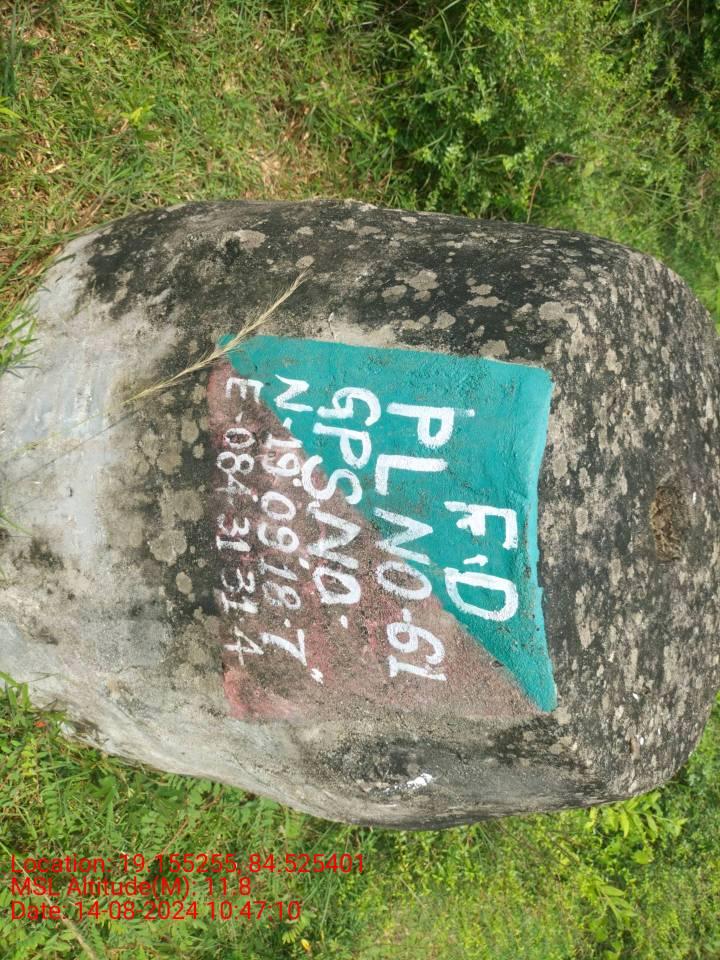 F.D
PL NO-61
GPS.NO-
N-19°09'18.7"
E-084 31 31.4
Location: 19.155255, 84.525401
MSL Altitude(M): 11.8
Date: 14-08-2024 10:47:10